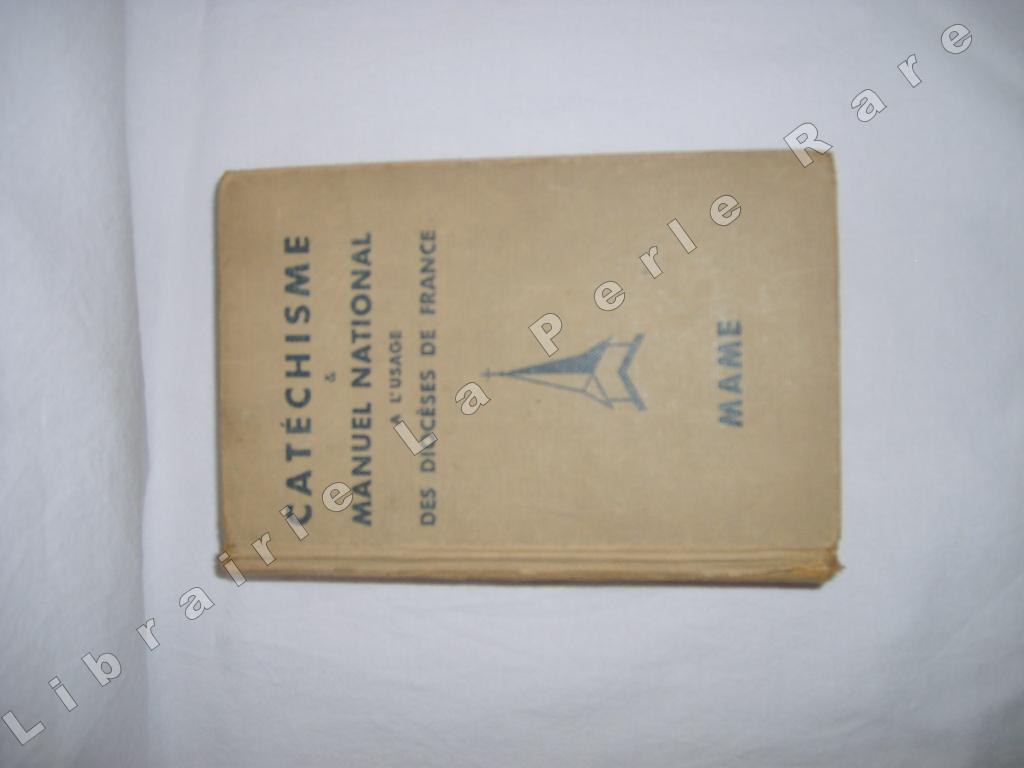 CATÉCHISME
&
MANUEL NATIONAL
A L'USAGE
DES DIOCÈSES DE FRANCE
MAME
Librairie La Perle Rare